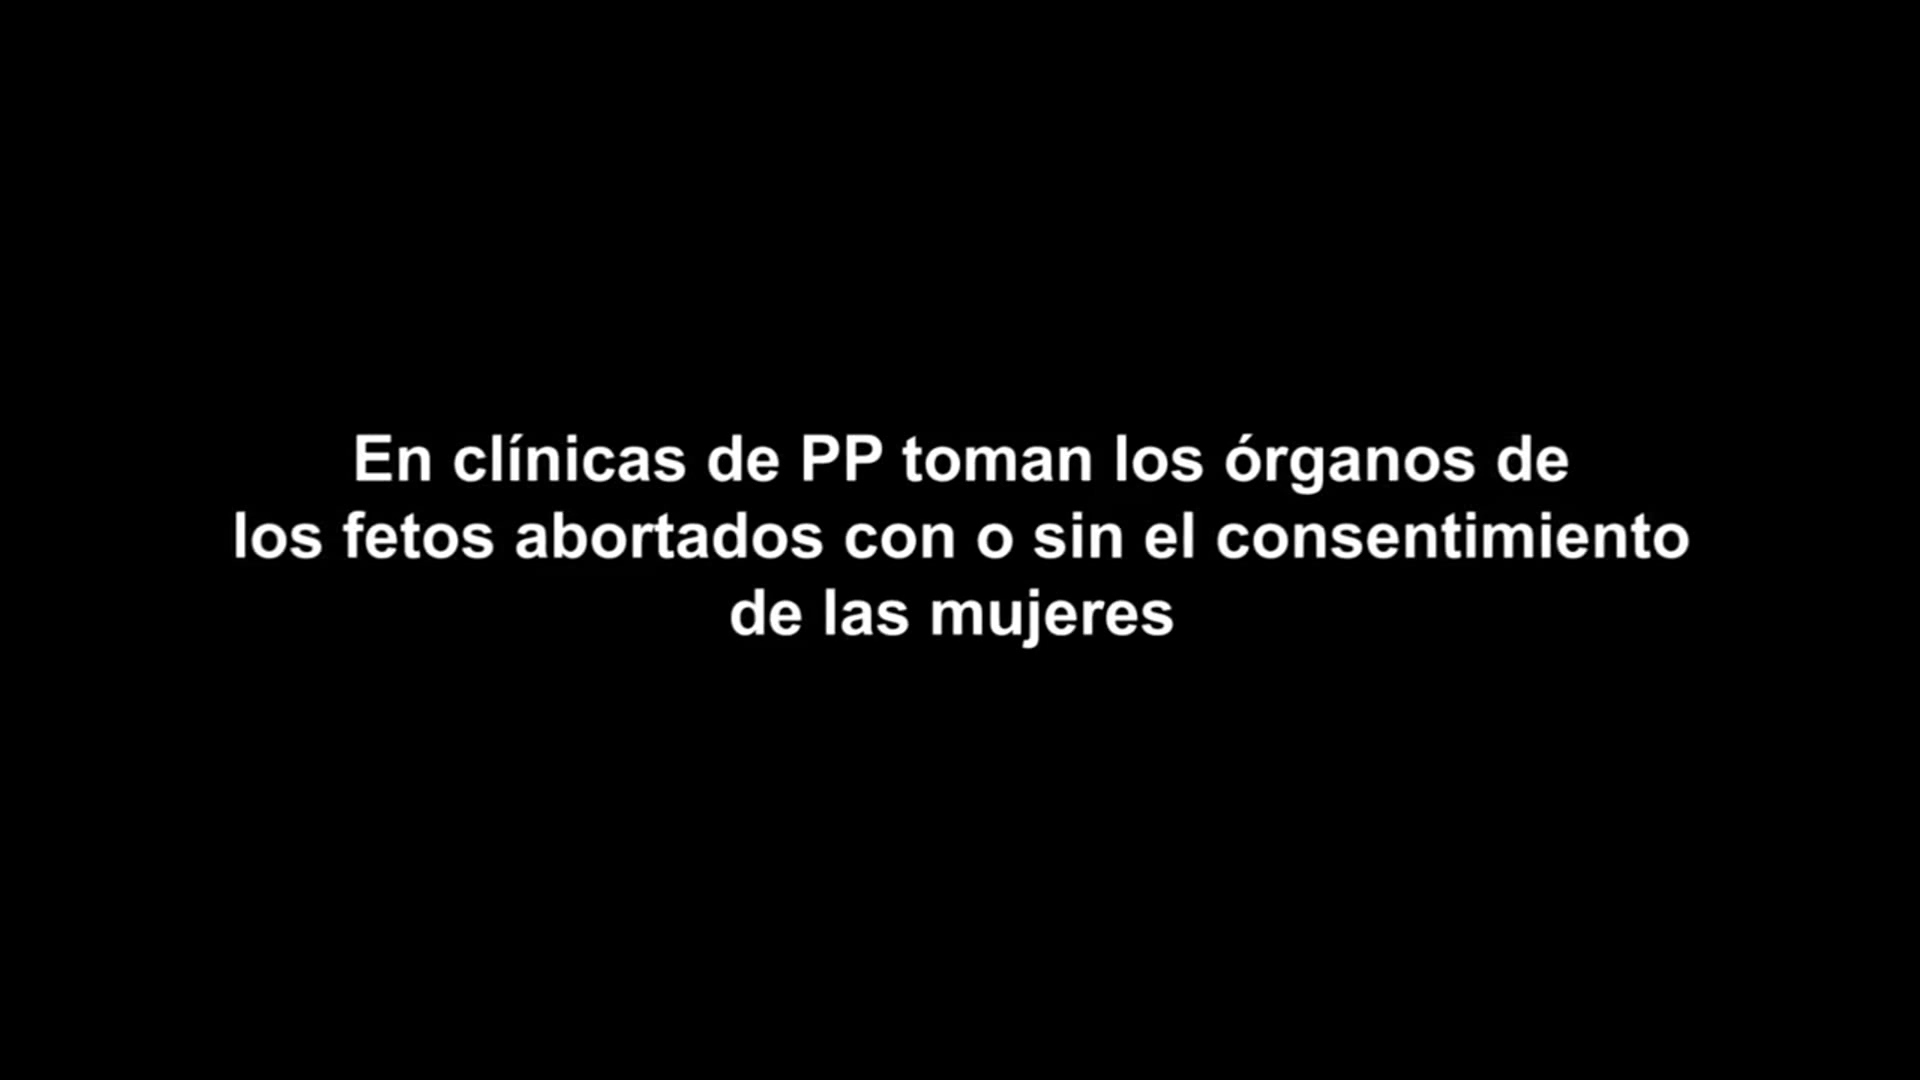 En clínicas de PP toman los órganos de
los fetos abortados con o sin el consentimiento
de las mujeres